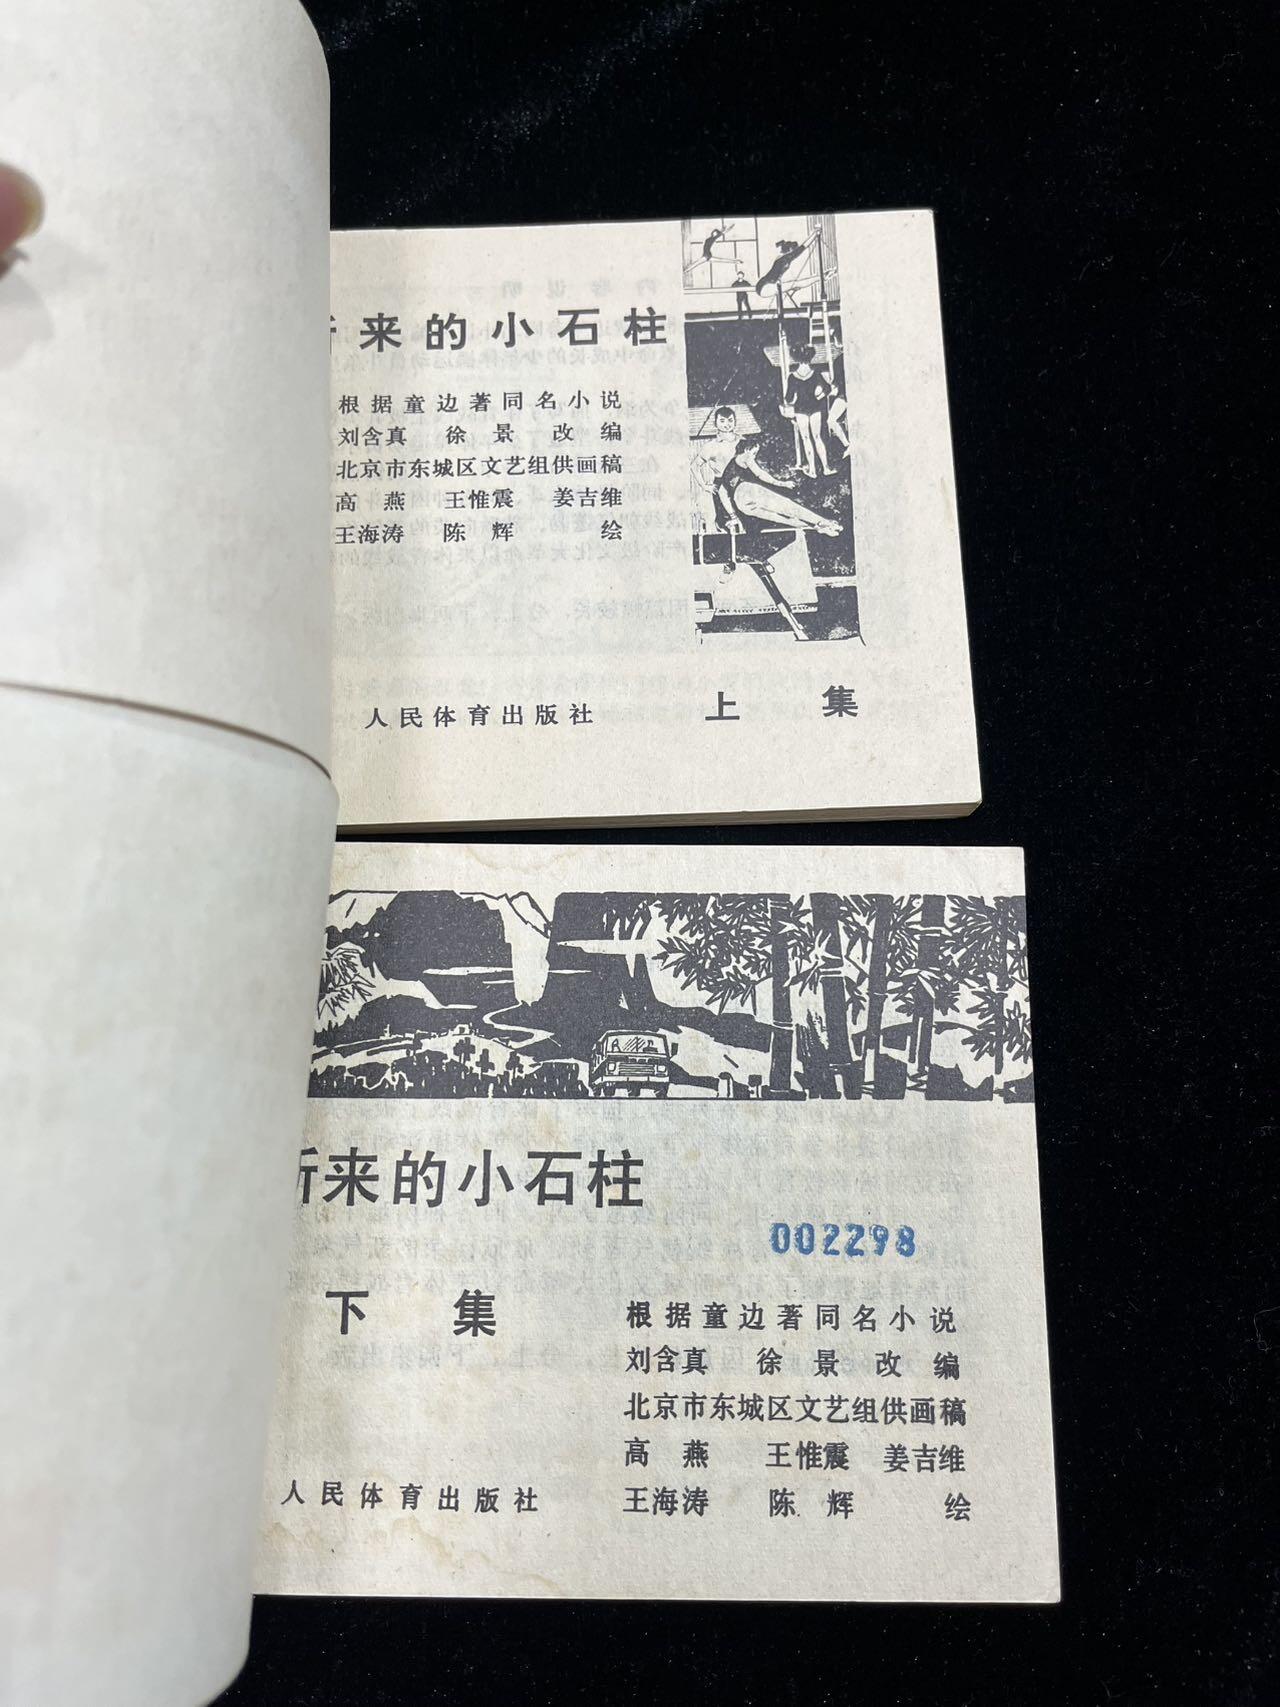 来的小石柱
根据童边著同名小说
刘含真 徐景 改编
北京市东城区文艺组供画稿
高燕 王惟震 姜吉维
王海涛 陈辉 绘
人民体育出版社
上集
新来的小石柱
002298
下集
根据童边著同名小说
刘含真 徐景 改编
北京市东城区文艺组供画稿
高燕 王惟震 姜吉维
王海涛 陈辉 绘
人民体育出版社